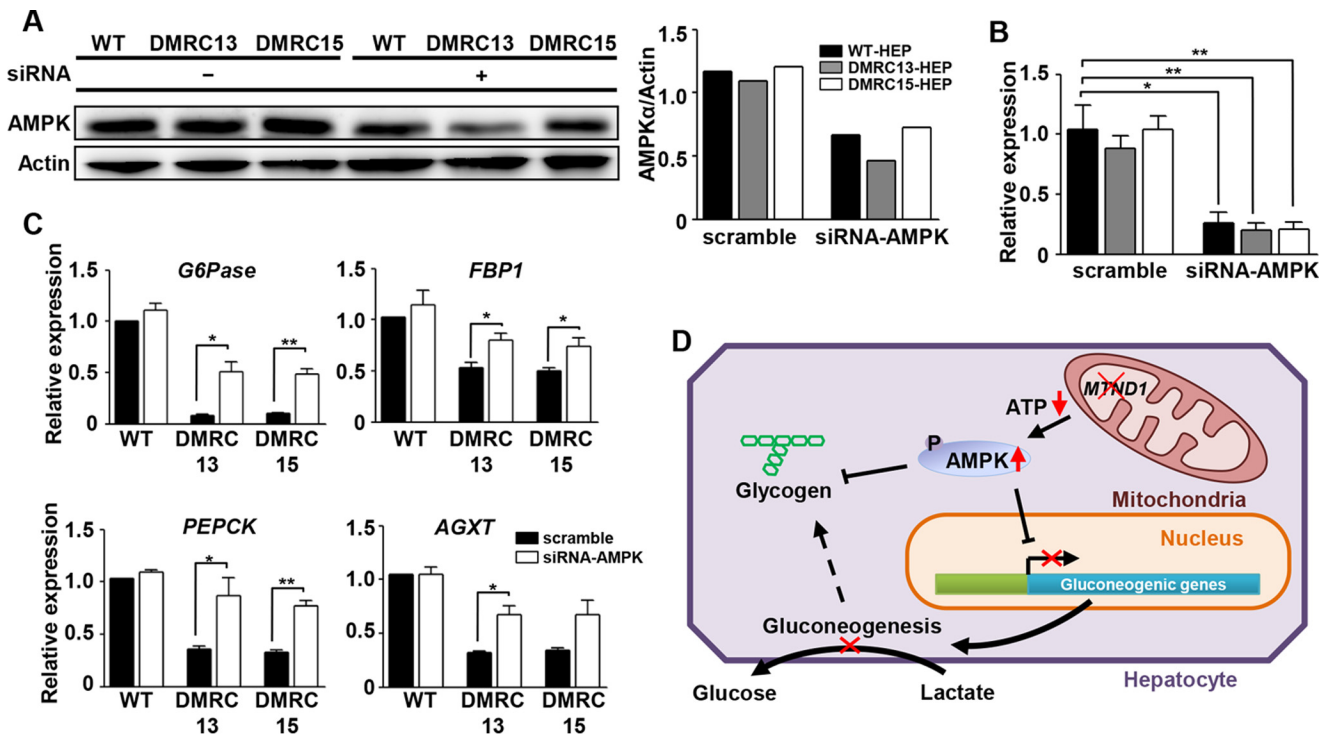 A
WT DMRC13 DMRC15 WT DMRC13 DMRC15
siRNA – +
AMPK
Actin
AMPKα/Actin
1.5
1.0
0.5
0
WT-HEP
DMRC13-HEP
DMRC15-HEP
scramble siRNA-AMPK
B
Relative expression
1.5
1.0
0.5
0
**
**
*
scramble siRNA-AMPK
C
G6Pase
Relative expression
1.5
1.0
0.5
0
* **
WT DMRC DMRC
13 15
FBP1
1.5
1.0
0.5
0
* *
WT DMRC DMRC
13 15
PEPCK
Relative expression
1.5
1.0
0.5
0
* **
WT DMRC DMRC
13 15
AGXT
1.5
1.0
0.5
0
scramble
siRNA-AMPK
*
WT DMRC DMRC
13 15
D
MTND1
ATP
P
AMPK
Glycogen
Mitochondria
Nucleus
Gluconeogenic genes
Gluconeogenesis
Hepatocyte
Glucose Lactate